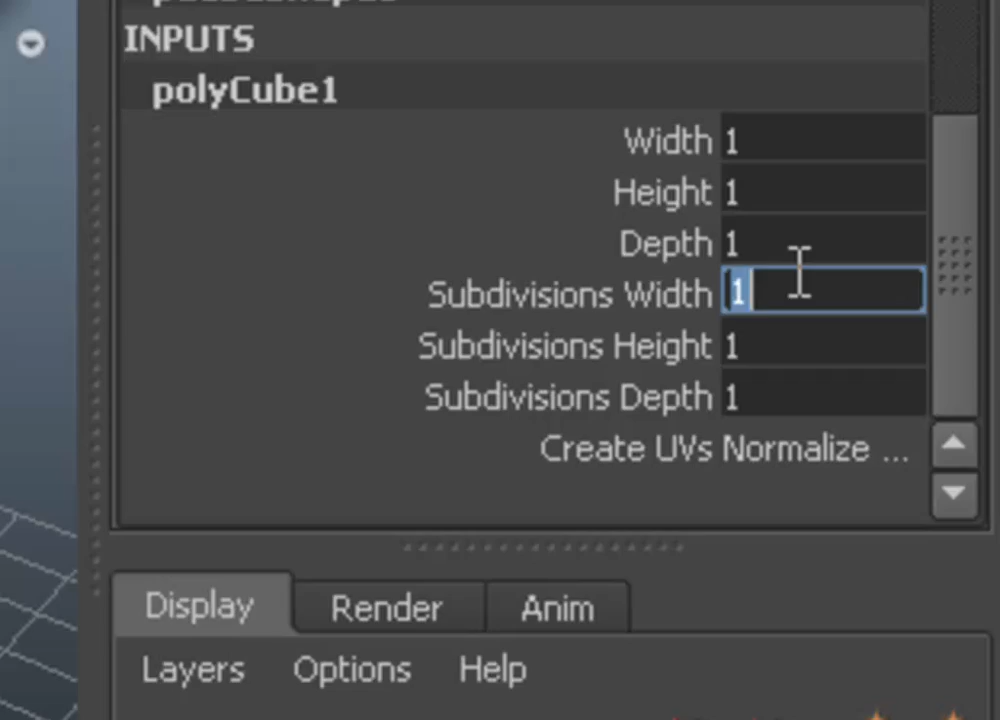 INPUTS
polyCube1
Width 1
Height 1
Depth 1
Subdivisions Width 1
Subdivisions Height 1
Subdivisions Depth 1
Create UVs Normalize ...
Display Render Anim
Layers Options Help